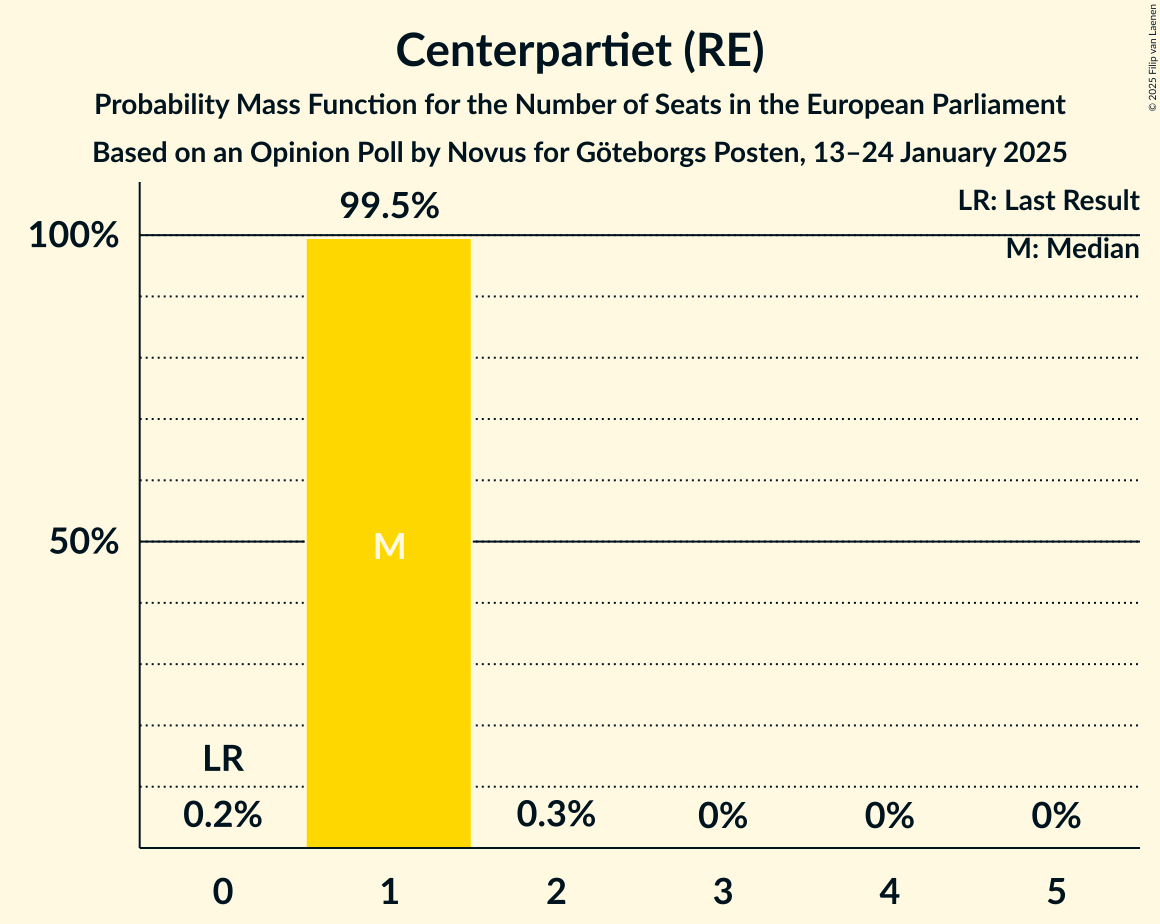 Centerpartiet (RE)
Probability Mass Function for the Number of Seats in the European Parliament
Based on an Opinion Poll by Novus for Göteborgs Posten, 13–24 January 2025
© 2025 Filip van Laenen
LR: Last Result
M: Median
99.5%
100%
50%
M
LR
0.2%
0.3%
0%
0%
0%
0
1
2
3
4
5